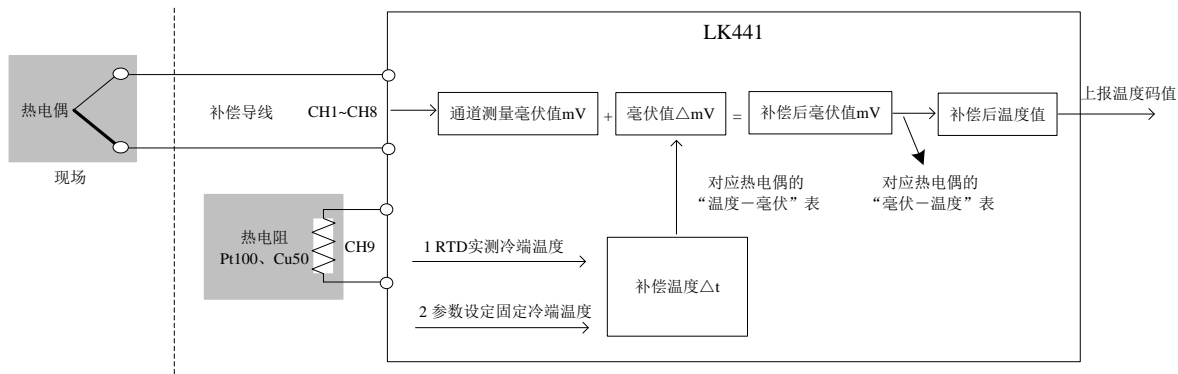 LK441
热电偶
补偿导线
CH1~CH8
通道测量毫伏值mV
+
毫伏值△mV
=
补偿后毫伏值mV
补偿后温度值
上报温度码值
现场
对应热电偶的
“温度－毫伏”表
对应热电偶的
“毫伏－温度”表
热电阻
Pt100、Cu50
CH9
1 RTD实测冷端温度
2 参数设定固定冷端温度
补偿温度△t